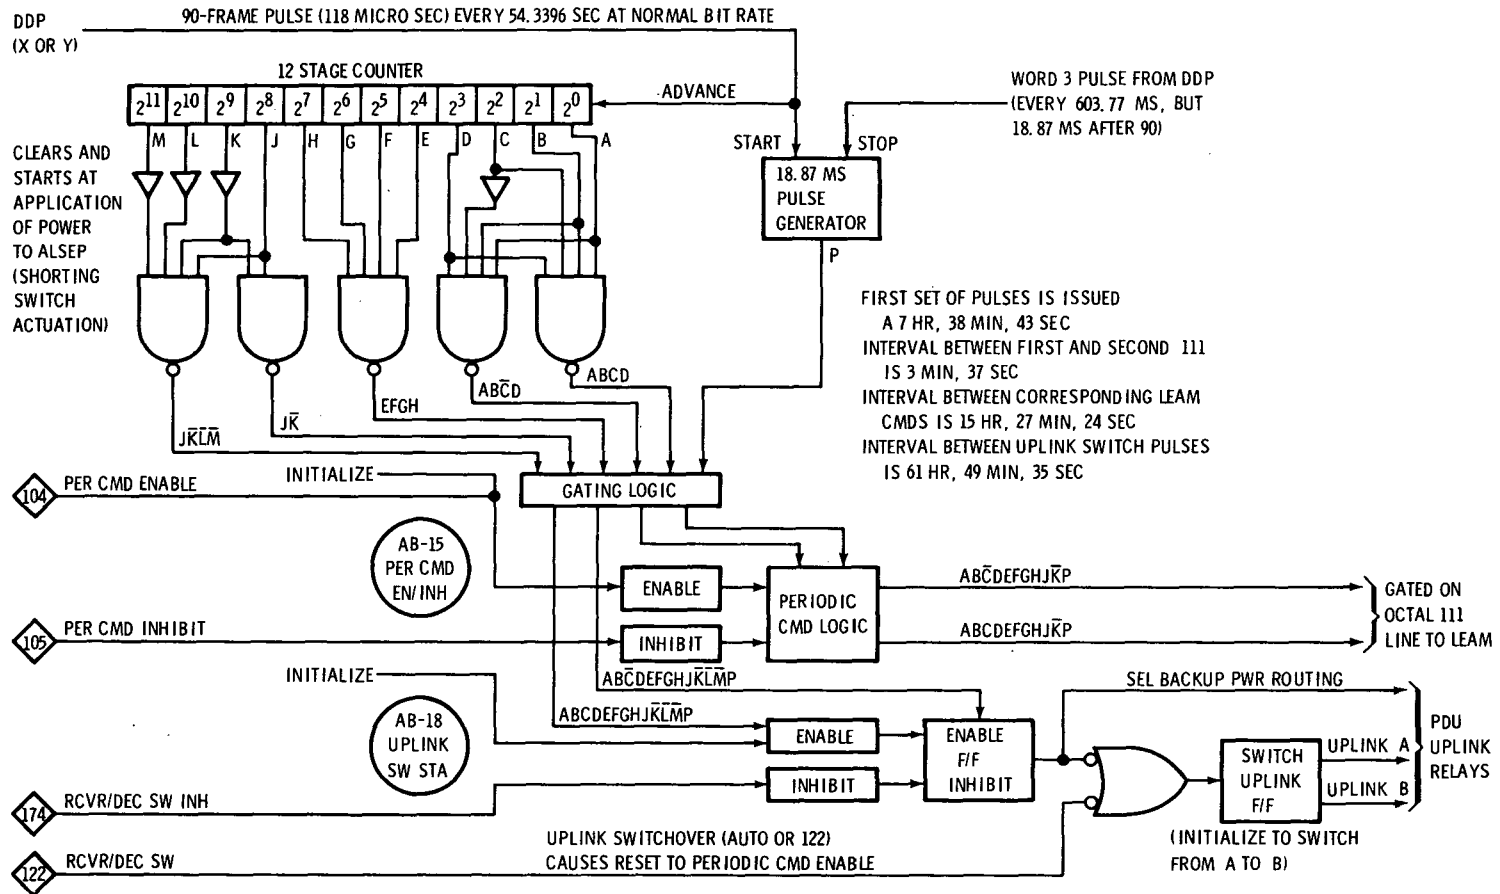 DDP
(X OR Y)
90-FRAME PULSE (118 MICRO SEC) EVERY 54.3396 SEC AT NORMAL BIT RATE
12 STAGE COUNTER
2¹¹ 2¹⁰ 2⁹ 2⁸ 2⁷ 2⁶ 2⁵ 2⁴ 2³ 2² 2¹ 2⁰
ADVANCE
WORD 3 PULSE FROM DDP
(EVERY 603.77 MS, BUT
18.87 MS AFTER 90)
M L K J H G F E D C B A
START
STOP
CLEARS AND
STARTS AT
APPLICATION
OF POWER
TO ALSEP
(SHORTING
SWITCH
ACTUATION)
18.87 MS
PULSE
GENERATOR
P
FIRST SET OF PULSES IS ISSUED
A 7 HR, 38 MIN, 43 SEC
INTERVAL BETWEEN FIRST AND SECOND 111
IS 3 MIN, 37 SEC
INTERVAL BETWEEN CORRESPONDING LEAM
CMDS IS 15 HR, 27 MIN, 24 SEC
INTERVAL BETWEEN UPLINK SWITCH PULSES
IS 61 HR, 49 MIN, 35 SEC
JK̅L̅M̅
JK̅
EFGH
ABC̅D
ABCD
104
PER CMD ENABLE
INITIALIZE
GATING LOGIC
AB-15
PER CMD
EN/INH
ENABLE
PERIODIC
CMD LOGIC
ABC̅DEFGHJK̅P
GATED ON
OCTAL 111
LINE TO LEAM
105
PER CMD INHIBIT
INHIBIT
ABCDEFGHJK̅P
INITIALIZE
ABC̅DEFGHJK̅L̅M̅P
SEL BACKUP PWR ROUTING
ABCDEFGHJK̅L̅M̅P
AB-18
UPLINK
SW STA
ENABLE
INHIBIT
ENABLE
F/F
INHIBIT
SWITCH
UPLINK
F/F
UPLINK A
UPLINK B
PDU
UPLINK
RELAYS
174
RCVR/DEC SW INH
122
RCVR/DEC SW
UPLINK SWITCHOVER (AUTO OR 122)
CAUSES RESET TO PERIODIC CMD ENABLE
(INITIALIZE TO SWITCH
FROM A TO B)